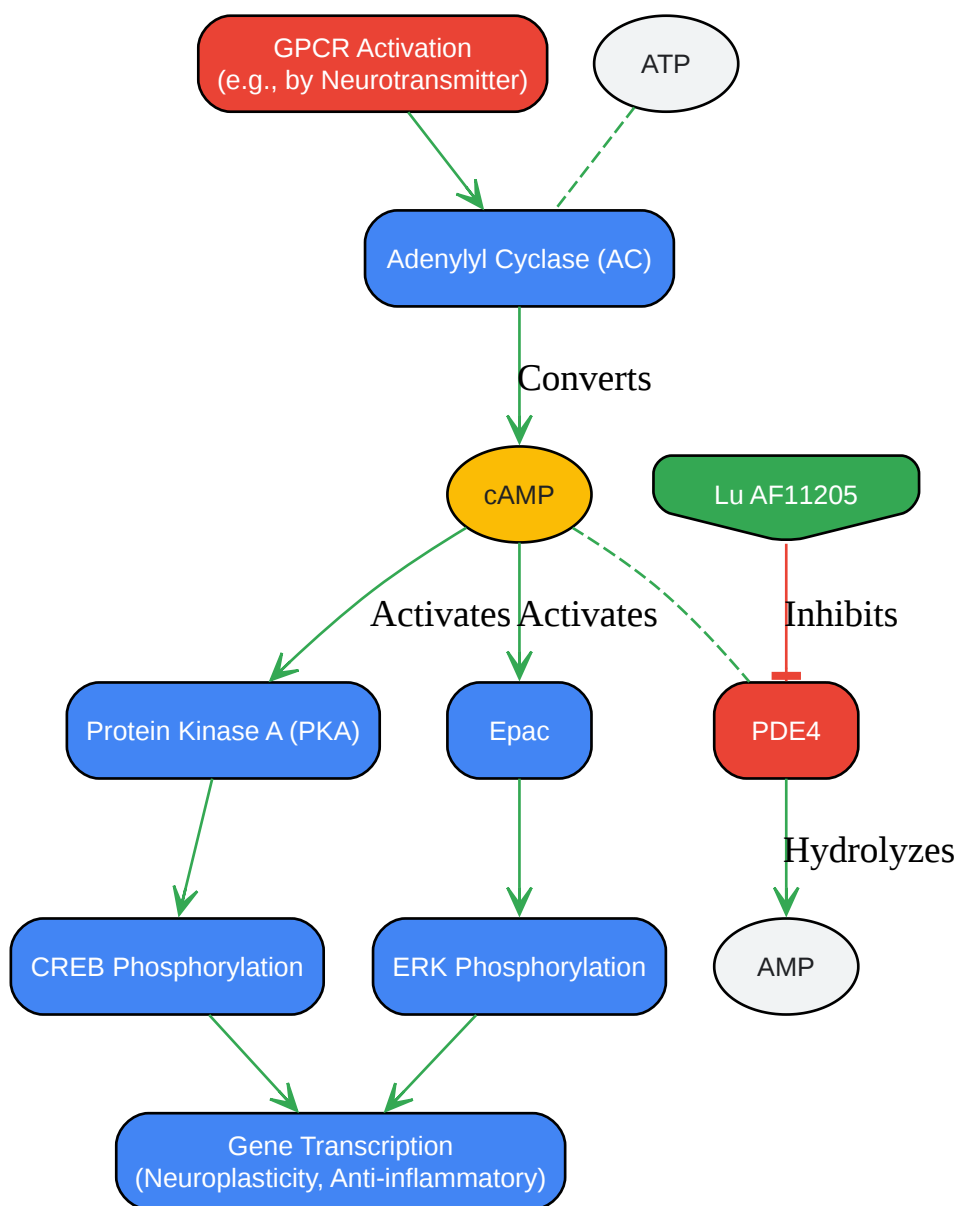 GPCR Activation
(e.g., by Neurotransmitter)
ATP
Adenylyl Cyclase (AC)
Converts
cAMP
Lu AF11205
Activates
Activates
Inhibits
Protein Kinase A (PKA)
Epac
PDE4
Hydrolyzes
CREB Phosphorylation
ERK Phosphorylation
AMP
Gene Transcription
(Neuroplasticity, Anti-inflammatory)